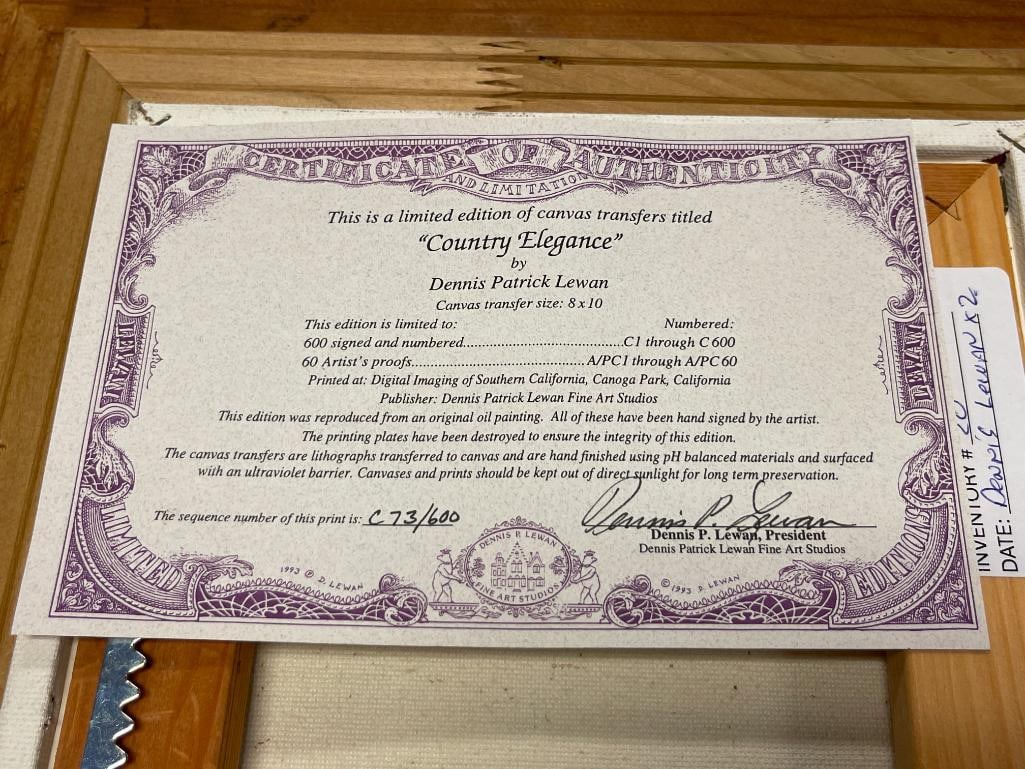 CERTIFICATE OF AUTHENTICITY
AND LIMITATION
This is a limited edition of canvas transfers titled
"Country Elegance"
by
Dennis Patrick Lewan
Canvas transfer size: 8 x 10
This edition is limited to: Numbered:
600 signed and numbered..................................................C1 through C 600
60 Artist's proofs..............................................A/PC1 through A/PC 60
Printed at: Digital Imaging of Southern California, Canoga Park, California
Publisher: Dennis Patrick Lewan Fine Art Studios
This edition was reproduced from an original oil painting. All of these have been hand signed by the artist.
The printing plates have been destroyed to ensure the integrity of this edition.
The canvas transfers are lithographs transferred to canvas and are hand finished using pH balanced materials and surfaced
with an ultraviolet barrier. Canvases and prints should be kept out of direct sunlight for long term preservation.
The sequence number of this print is: C 73/600
Dennis P. Lewan
Dennis P. Lewan, President
Dennis Patrick Lewan Fine Art Studios
LEWAN
LEWAN
LIMITED
EDITIONS
1993 © D. LEWAN
© 1993 D. LEWAN
DENNIS P. LEWAN
FINE ART STUDIOS
INVENTORY #
DATE: Dennis Lewan x2